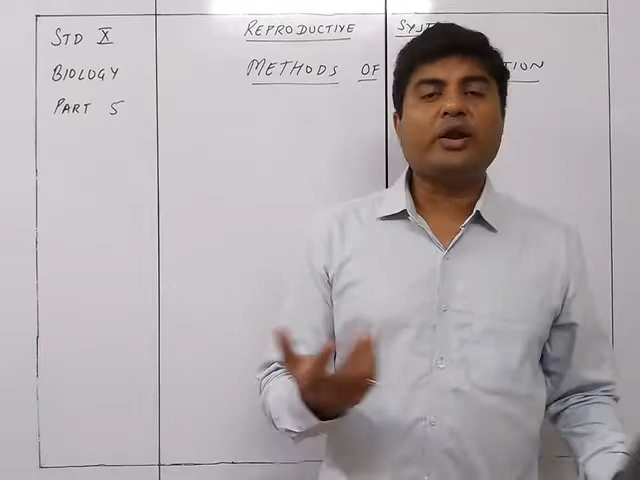 STD X
BIOLOGY
PART 5
REPRODUCTIVE
METHODS OF